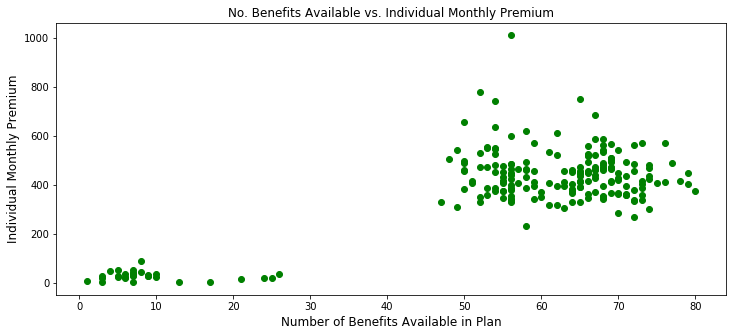 No. Benefits Available vs. Individual Monthly Premium
1000
800
600
400
200
0
Individual Monthly Premium
0 10 20 30 40 50 60 70 80
Number of Benefits Available in Plan